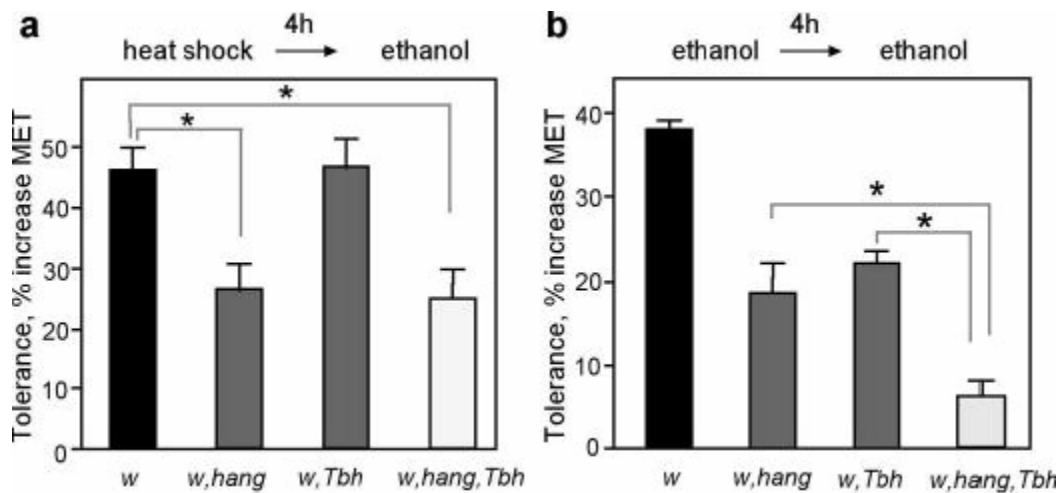 a
4h
heat shock → ethanol
Tolerance, % increase MET
50
40
30
20
10
0
*
*
w w,hang w,Tbh w,hang,Tbh
b
4h
ethanol → ethanol
Tolerance, % increase MET
40
30
20
10
0
*
*
w w,hang w,Tbh w,hang,Tbh